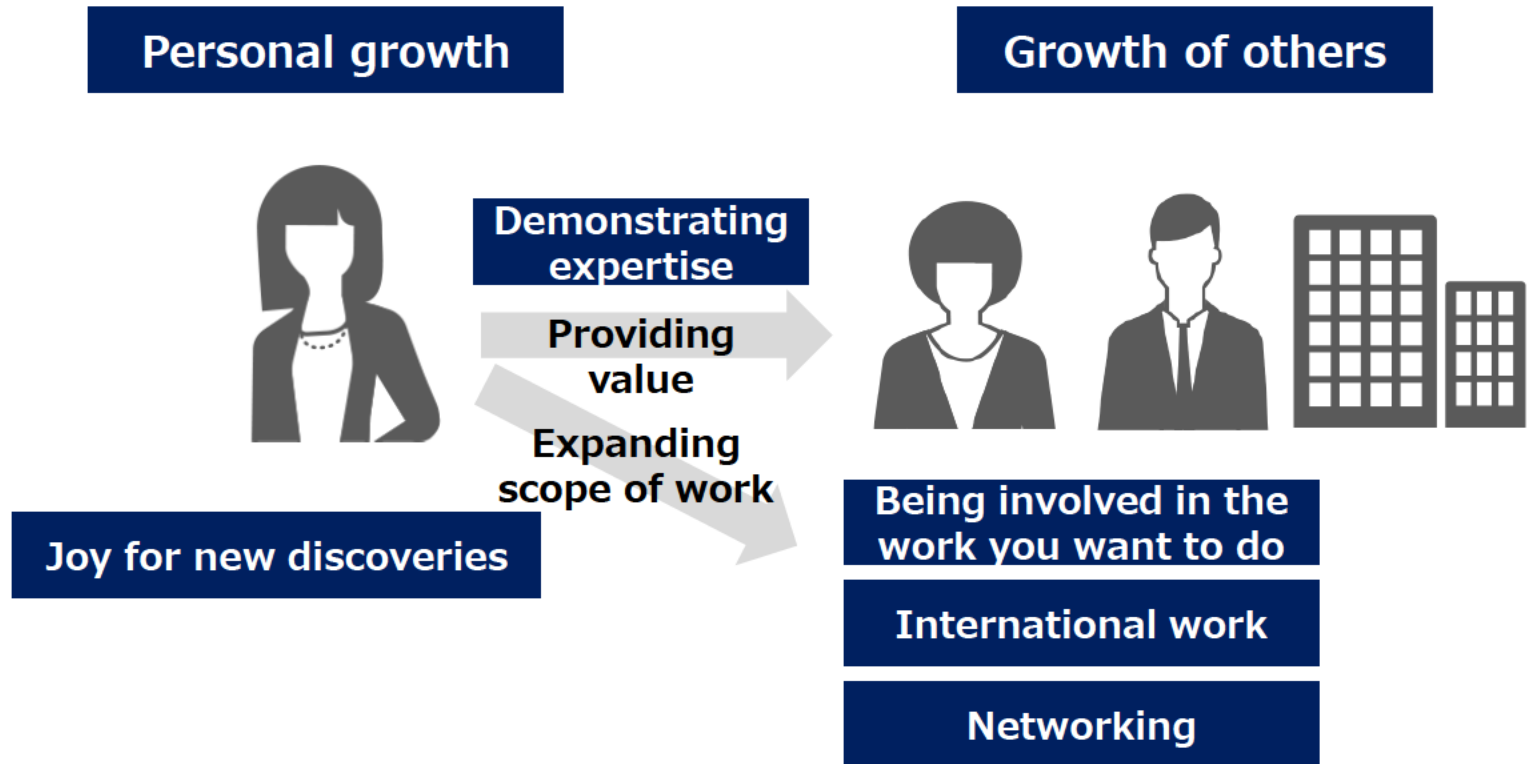 Personal growth
Growth of others
Demonstrating
expertise
Providing
value
Expanding
scope of work
Joy for new discoveries
Being involved in the
work you want to do
International work
Networking